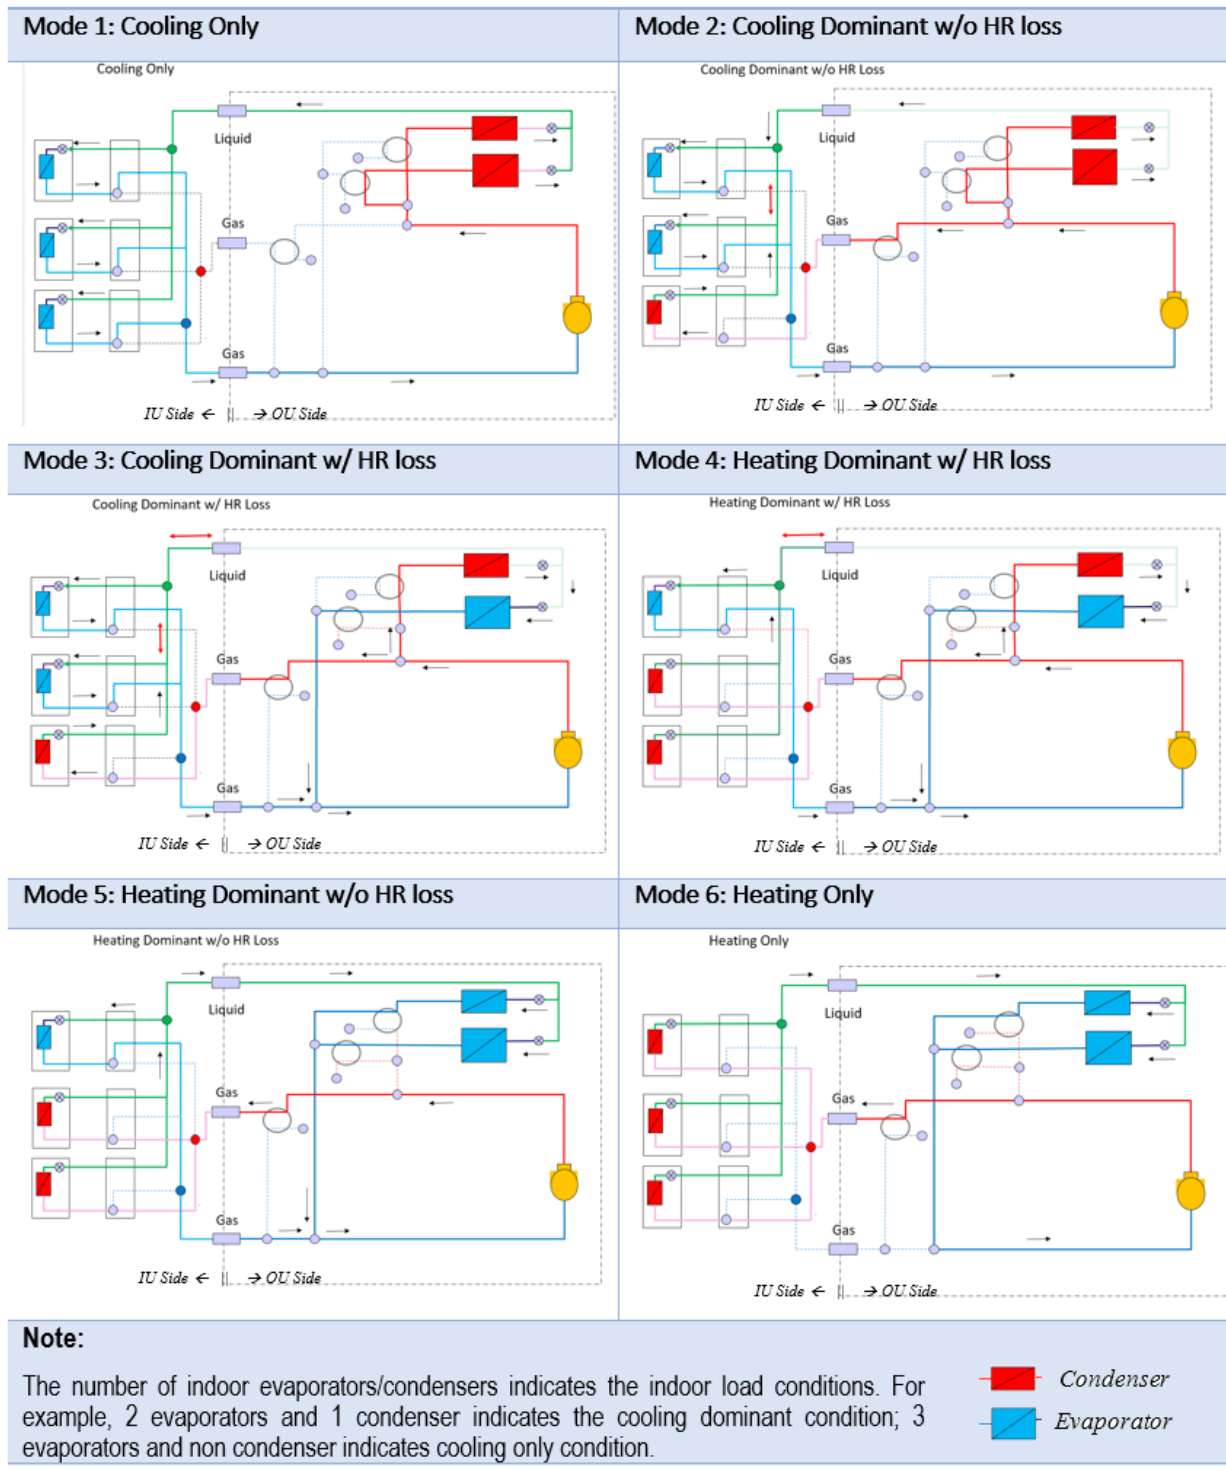 Mode 1: Cooling Only
Mode 2: Cooling Dominant w/o HR loss
Cooling Only
Liquid
Gas
Gas
IU Side ← || → OU Side
Cooling Dominant w/o HR Loss
Liquid
Gas
Gas
IU Side ← || → OU Side
Mode 3: Cooling Dominant w/ HR loss
Mode 4: Heating Dominant w/ HR loss
Cooling Dominant w/ HR Loss
Liquid
Gas
Gas
IU Side ← || → OU Side
Heating Dominant w/ HR Loss
Liquid
Gas
Gas
IU Side ← || → OU Side
Mode 5: Heating Dominant w/o HR loss
Mode 6: Heating Only
Heating Dominant w/o HR Loss
Liquid
Gas
Gas
IU Side ← || → OU Side
Heating Only
Liquid
Gas
Gas
IU Side ← || → OU Side
Note:
The number of indoor evaporators/condensers indicates the indoor load conditions. For
example, 2 evaporators and 1 condenser indicates the cooling dominant condition; 3
evaporators and non condenser indicates cooling only condition.
Condenser
Evaporator